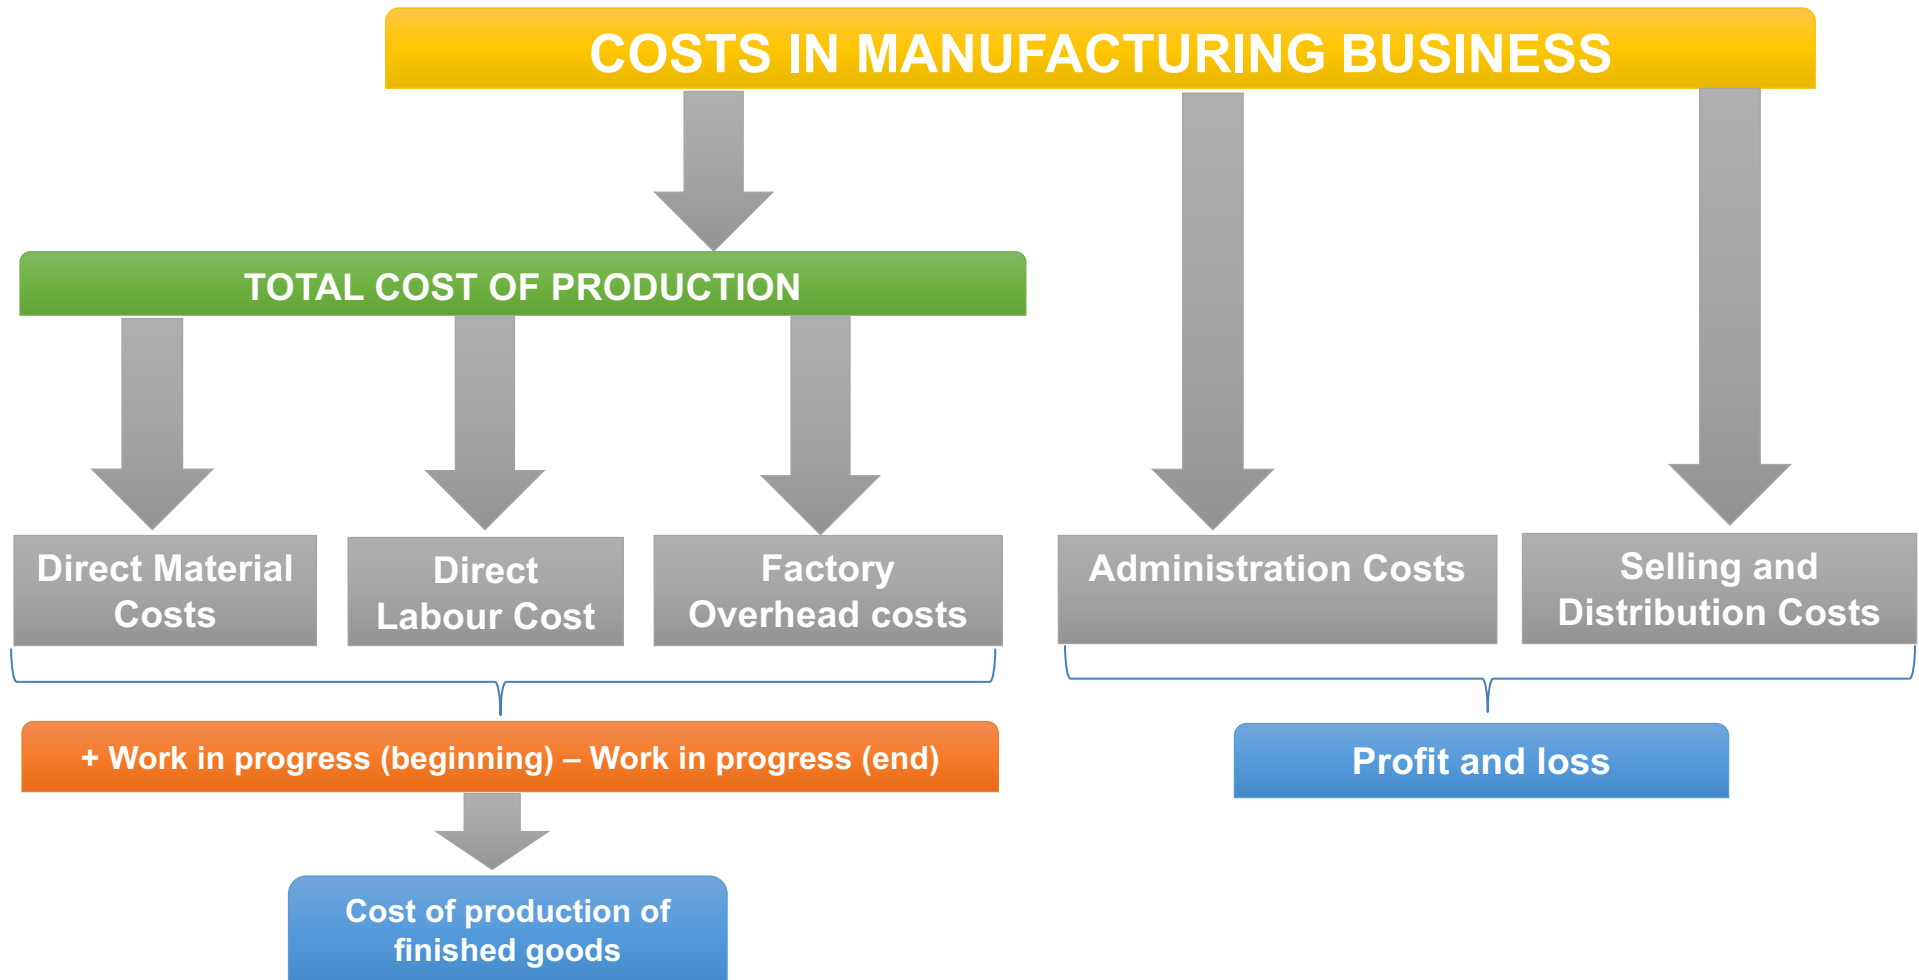 COSTS IN MANUFACTURING BUSINESS
TOTAL COST OF PRODUCTION
Direct Material
Costs
Direct
Labour Cost
Factory
Overhead costs
Administration Costs
Selling and
Distribution Costs
+ Work in progress (beginning) – Work in progress (end)
Profit and loss
Cost of production of
finished goods